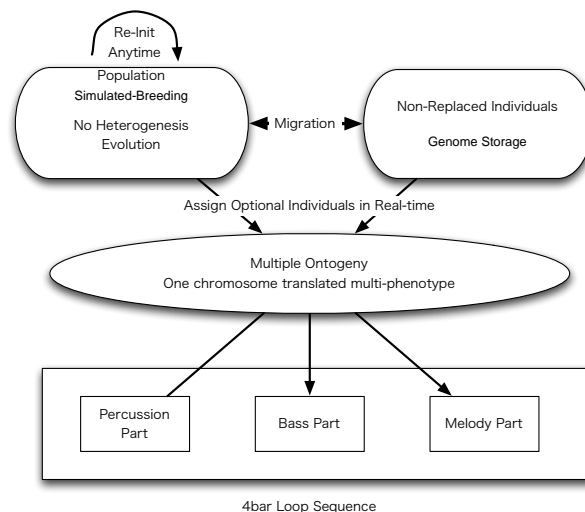 Re-Init
Anytime
Population
Simulated-Breeding
No Heterogenesis
Evolution
Migration
Non-Replaced Individuals
Genome Storage
Assign Optional Individuals in Real-time
Multiple Ontogeny
One chromosome translated multi-phenotype
Percussion
Part
Bass Part
Melody Part
4bar Loop Sequence